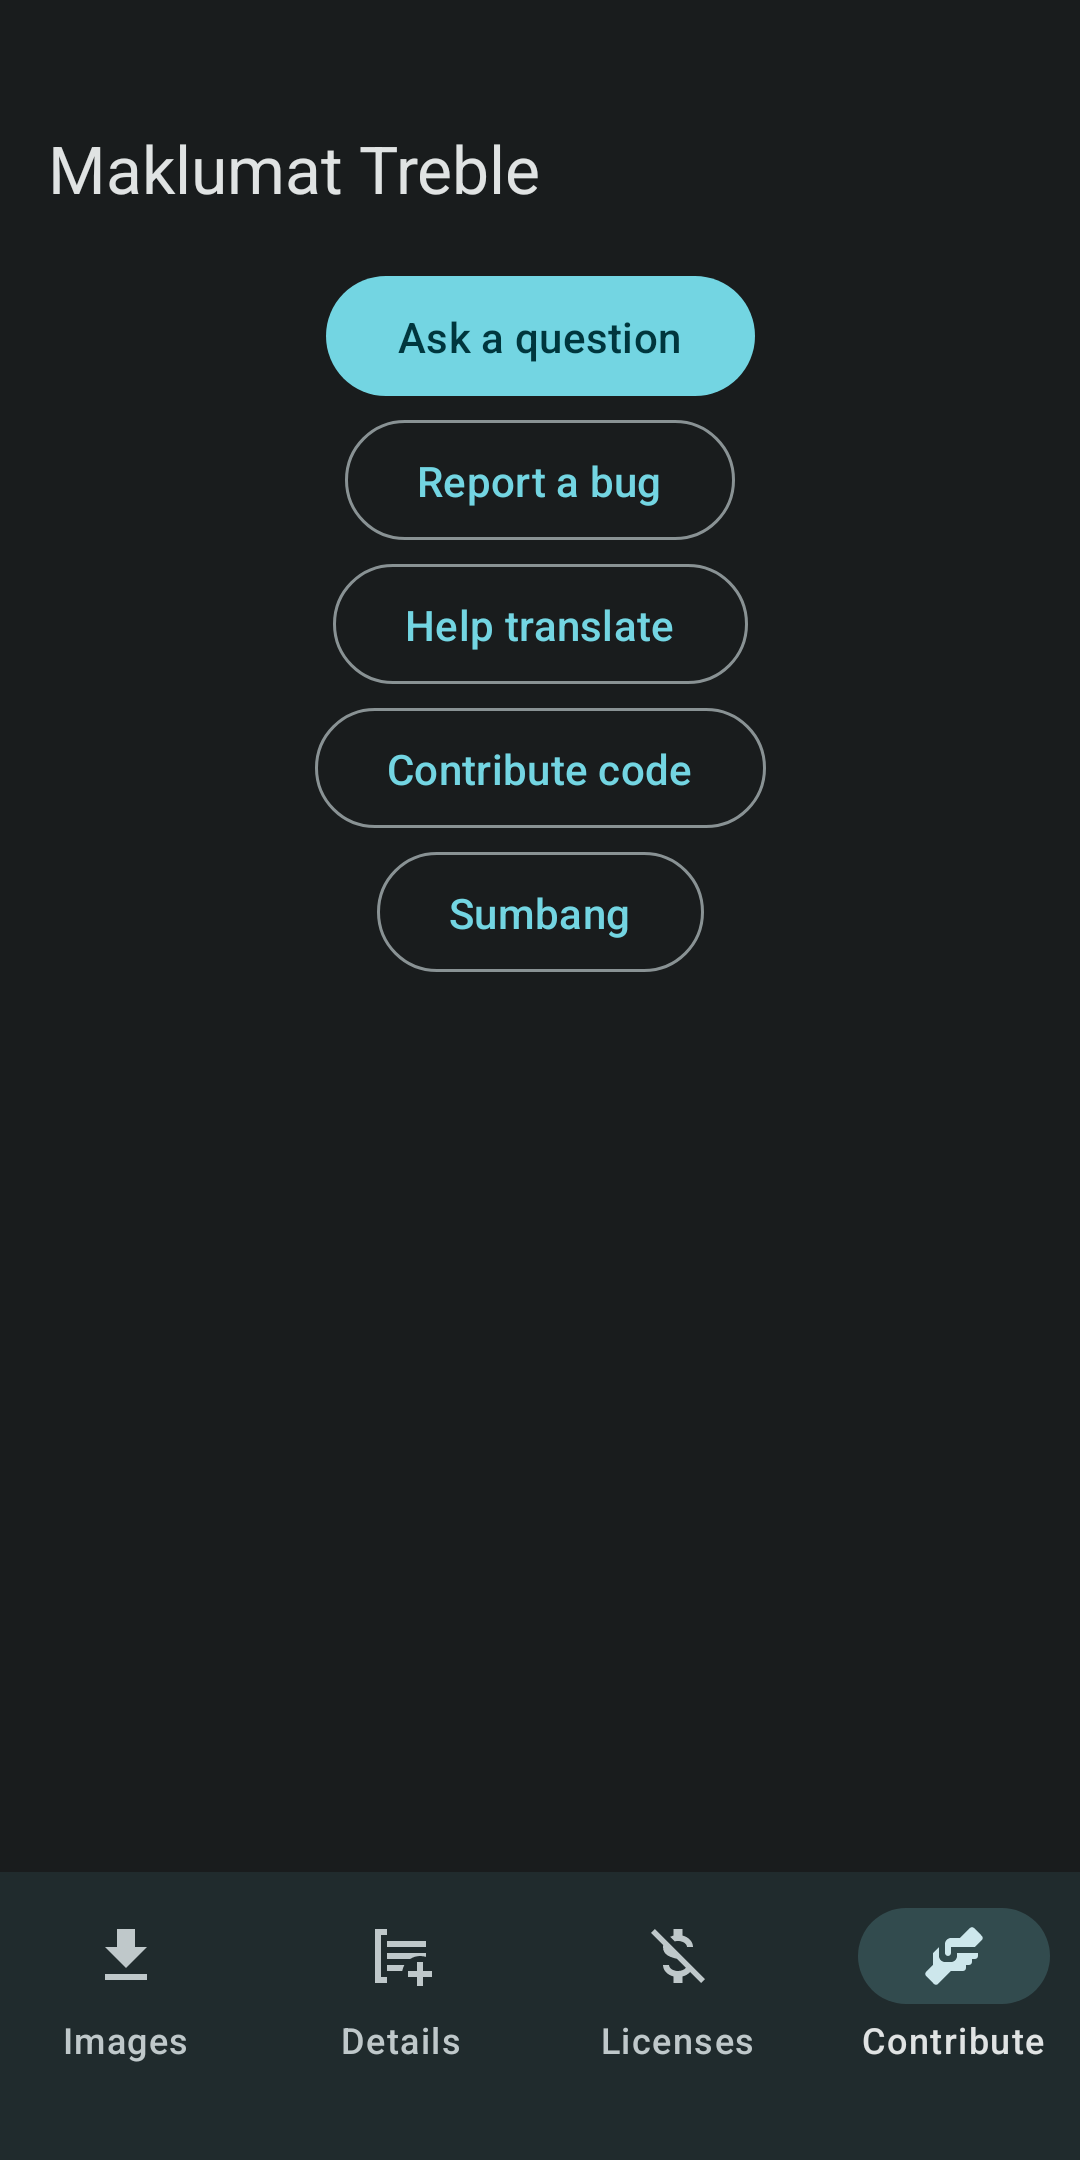 Maklumat Treble
Ask a question
Report a bug
Help translate
Contribute code
Sumbang
Images
Details
Licenses
Contribute